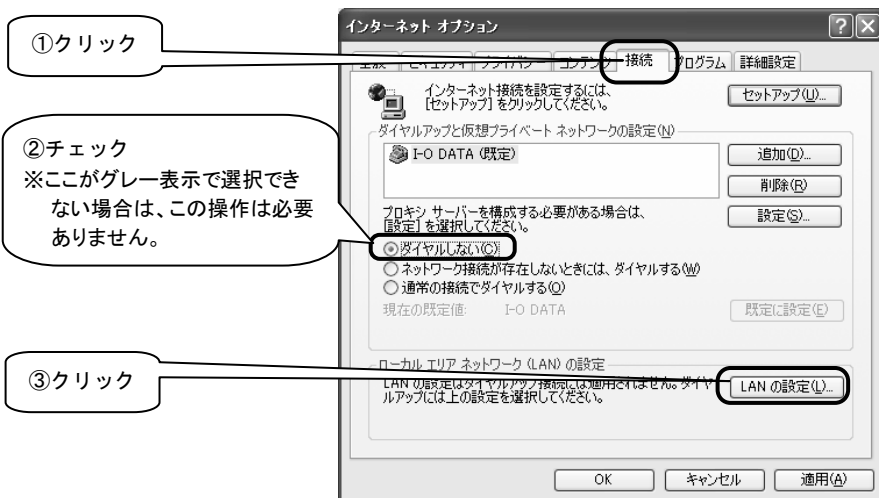 インターネット オプション
①クリック
全般 セキュリティ プライバシー コンテンツ 接続 プログラム 詳細設定
インターネット接続を設定するには、
[セットアップ] をクリックしてください。
セットアップ(U)...
ダイヤルアップと仮想プライベート ネットワークの設定(N)
②チェック
※ここがグレー表示で選択でき
ない場合は、この操作は必要
ありません。
I-O DATA (既定)
追加(D)...
削除(R)
プロキシ サーバーを構成する必要がある場合は、
[設定] を選択してください。
設定(S)...
ダイヤルしない(C)
ネットワーク接続が存在しないときには、ダイヤルする(W)
通常の接続でダイヤルする(O)
現在の既定値: I-O DATA
既定に設定(E)
ローカル エリア ネットワーク (LAN) の設定
③クリック
LAN の設定はダイヤルアップ接続には適用されません。ダイヤ
ルアップには上の設定を選択してください。
LAN の設定(L)...
OK キャンセル 適用(A)